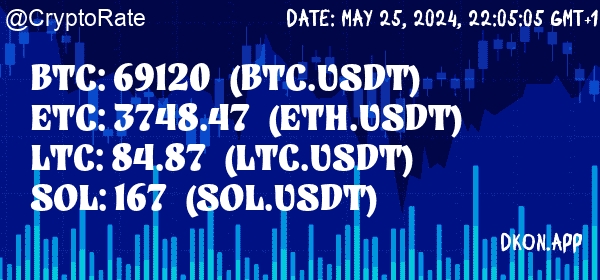 @CryptoRate
DATE: MAY 25, 2024, 22:05:05 GMT+1
BTC: 69120 (BTC.USDT)
ETC: 3748.47 (ETH.USDT)
LTC: 84.87 (LTC.USDT)
SOL: 167 (SOL.USDT)
DKON.APP